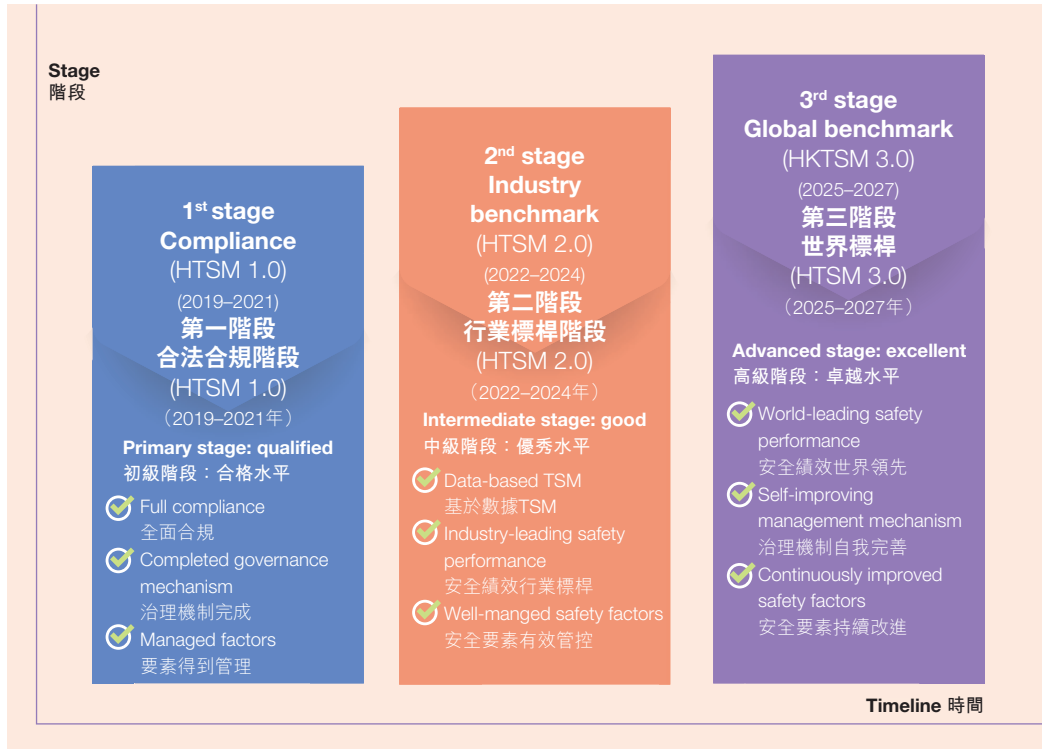 Stage
階段
1st stage
Compliance
(HTSM 1.0)
(2019–2021)
第一階段
合法合規階段
(HTSM 1.0)
（2019–2021年）
Primary stage: qualified
初級階段：合格水平
Full compliance
全面合規
Completed governance
mechanism
治理機制完成
Managed factors
要素得到管理
2nd stage
Industry
benchmark
(HTSM 2.0)
(2022–2024)
第二階段
行業標桿階段
(HTSM 2.0)
（2022–2024年）
Intermediate stage: good
中級階段：優秀水平
Data-based TSM
基於數據TSM
Industry-leading safety
performance
安全績效行業標桿
Well-manged safety factors
安全要素有效管控
3rd stage
Global benchmark
(HKTSM 3.0)
(2025–2027)
第三階段
世界標桿
(HTSM 3.0)
（2025–2027年）
Advanced stage: excellent
高級階段：卓越水平
World-leading safety
performance
安全績效世界領先
Self-improving
management mechanism
治理機制自我完善
Continuously improved
safety factors
安全要素持續改進
Timeline 時間